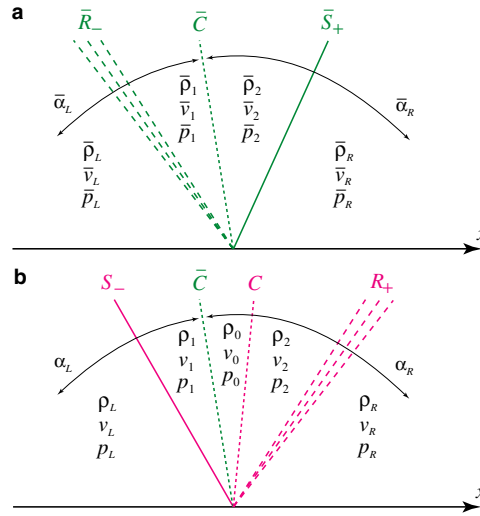 a
R̄₋ C̄ S̄₊
ᾱ_L ρ̄₁ ρ̄₂ ᾱ_R
v̄₁ v̄₂
p̄₁ p̄₂
ρ̄_L ρ̄_R
v̄_L v̄_R
p̄_L p̄_R
x
b
S₋ C̄ C R₊
α_L ρ₁ ρ₀ ρ₂ α_R
v₁ v₀ v₂
p₁ p₀ p₂
ρ_L ρ_R
v_L v_R
p_L p_R
x